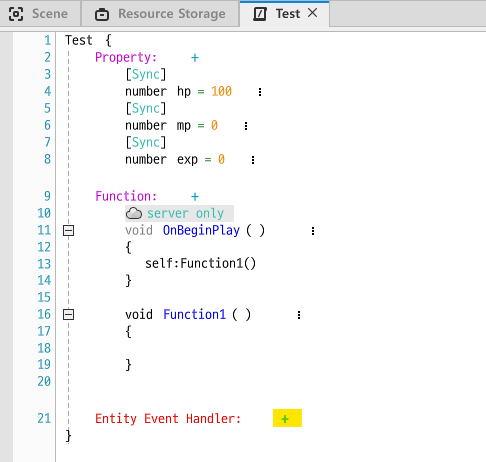 Scene Resource Storage Test ×
1 Test {
2 Property: +
3 [Sync]
4 number hp = 100
5 [Sync]
6 number mp = 0
7 [Sync]
8 number exp = 0
9 Function: +
10 server only
11 void OnBeginPlay ( )
12 {
13 self:Function1()
14 }
15
16 void Function1 ( )
17 {
18
19 }
20
21 Entity Event Handler: +
}